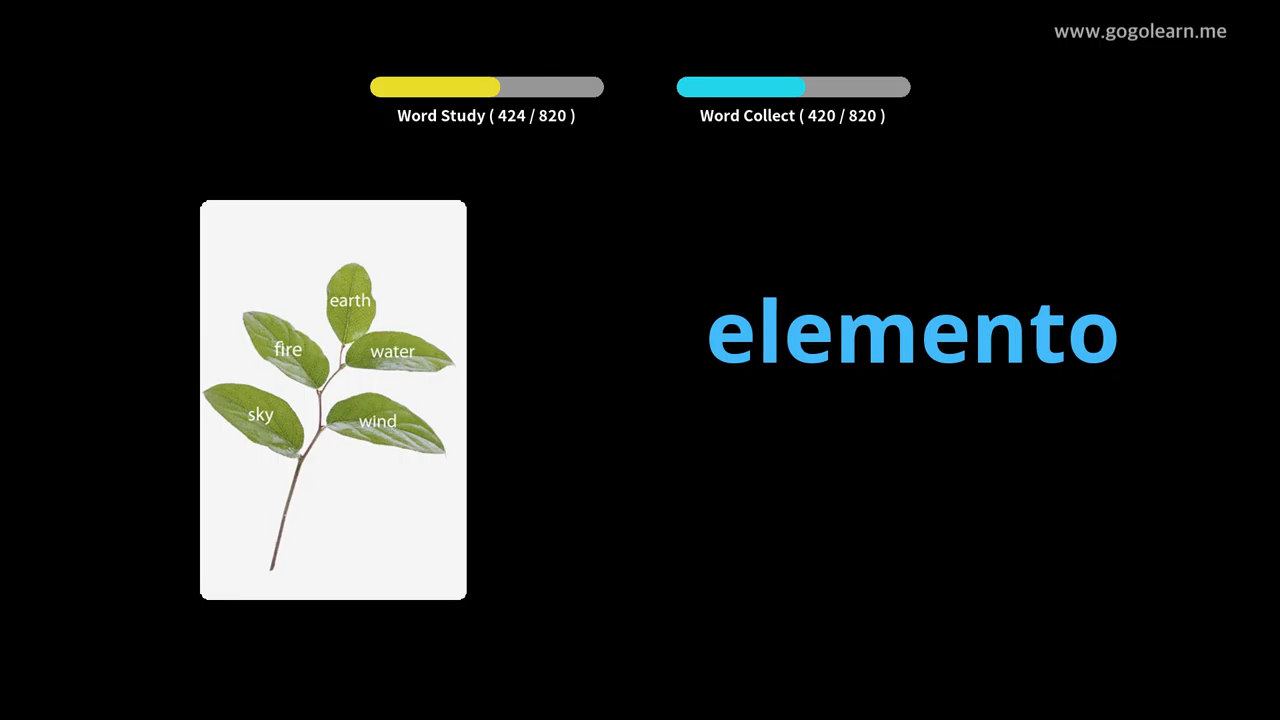 www.gogolearn.me
Word Study ( 424 / 820 )
Word Collect ( 420 / 820 )
earth
fire
water
sky
wind
elemento